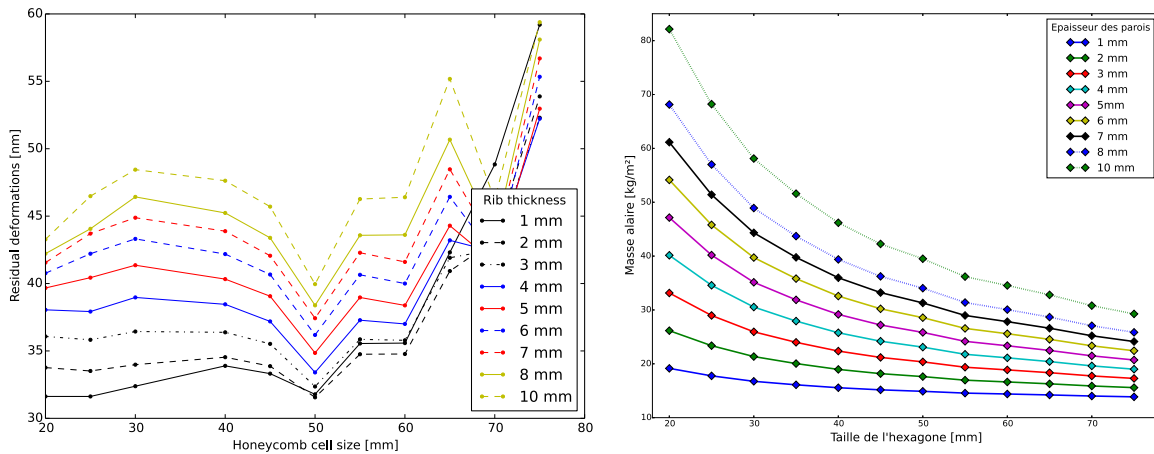 60
55
50
45
40
35
30
Residual deformations [nm]
20 30 40 50 60 70 80
Honeycomb cell size [mm]
Rib thickness
1 mm
2 mm
3 mm
4 mm
5 mm
6 mm
7 mm
8 mm
10 mm
80
70
60
50
40
30
20
10
Masse alaire [kg/m²]
20 30 40 50 60 70
Taille de l'hexagone [mm]
Epaisseur des parois
1 mm
2 mm
3 mm
4 mm
5mm
6 mm
7 mm
8 mm
10 mm